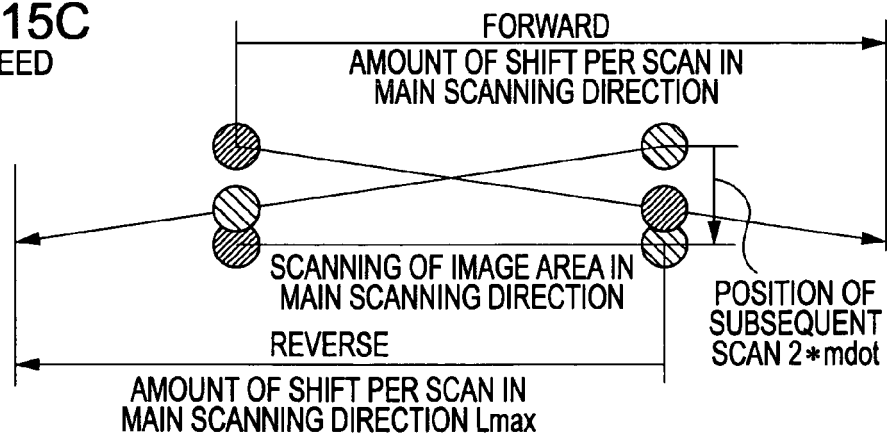 15C
EED
FORWARD
AMOUNT OF SHIFT PER SCAN IN
MAIN SCANNING DIRECTION
SCANNING OF IMAGE AREA IN
MAIN SCANNING DIRECTION
POSITION OF
SUBSEQUENT
SCAN 2*mdot
REVERSE
AMOUNT OF SHIFT PER SCAN IN
MAIN SCANNING DIRECTION Lmax